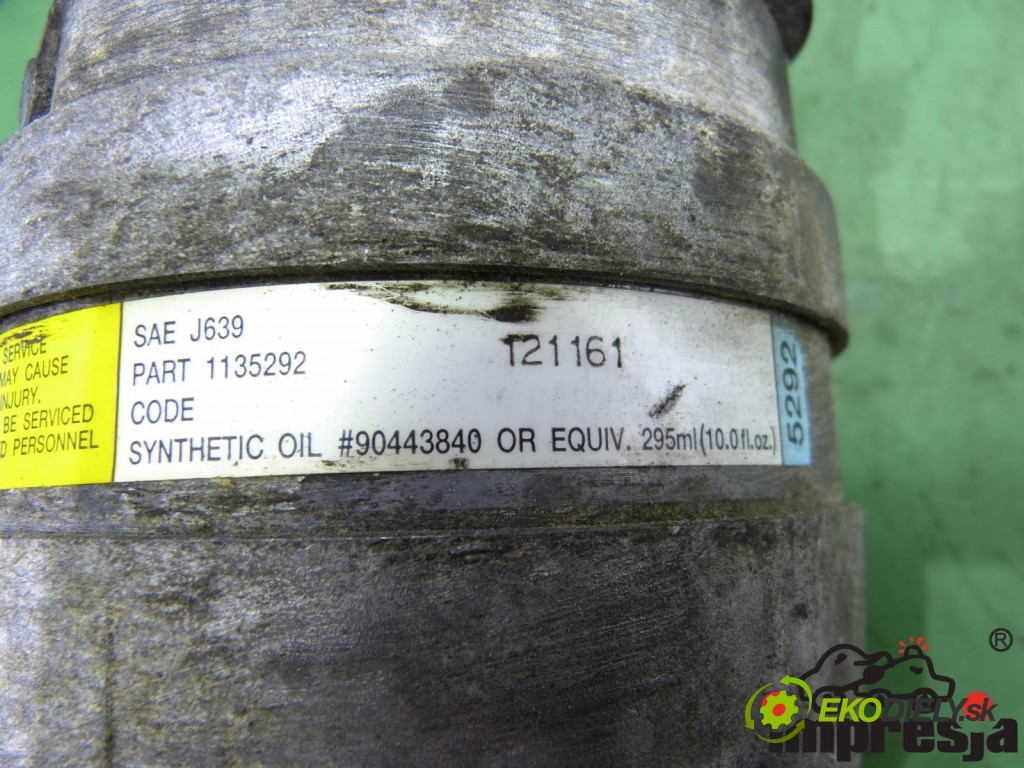 SERVICE
MAY CAUSE
INJURY.
BE SERVICED
PERSONNEL
SAE J639
PART 1135292
CODE
SYNTHETIC OIL #90443840 OR EQUIV. 295ml(10.0fl.oz.)
121161
5292
®
EKODIELY.sk
impresja